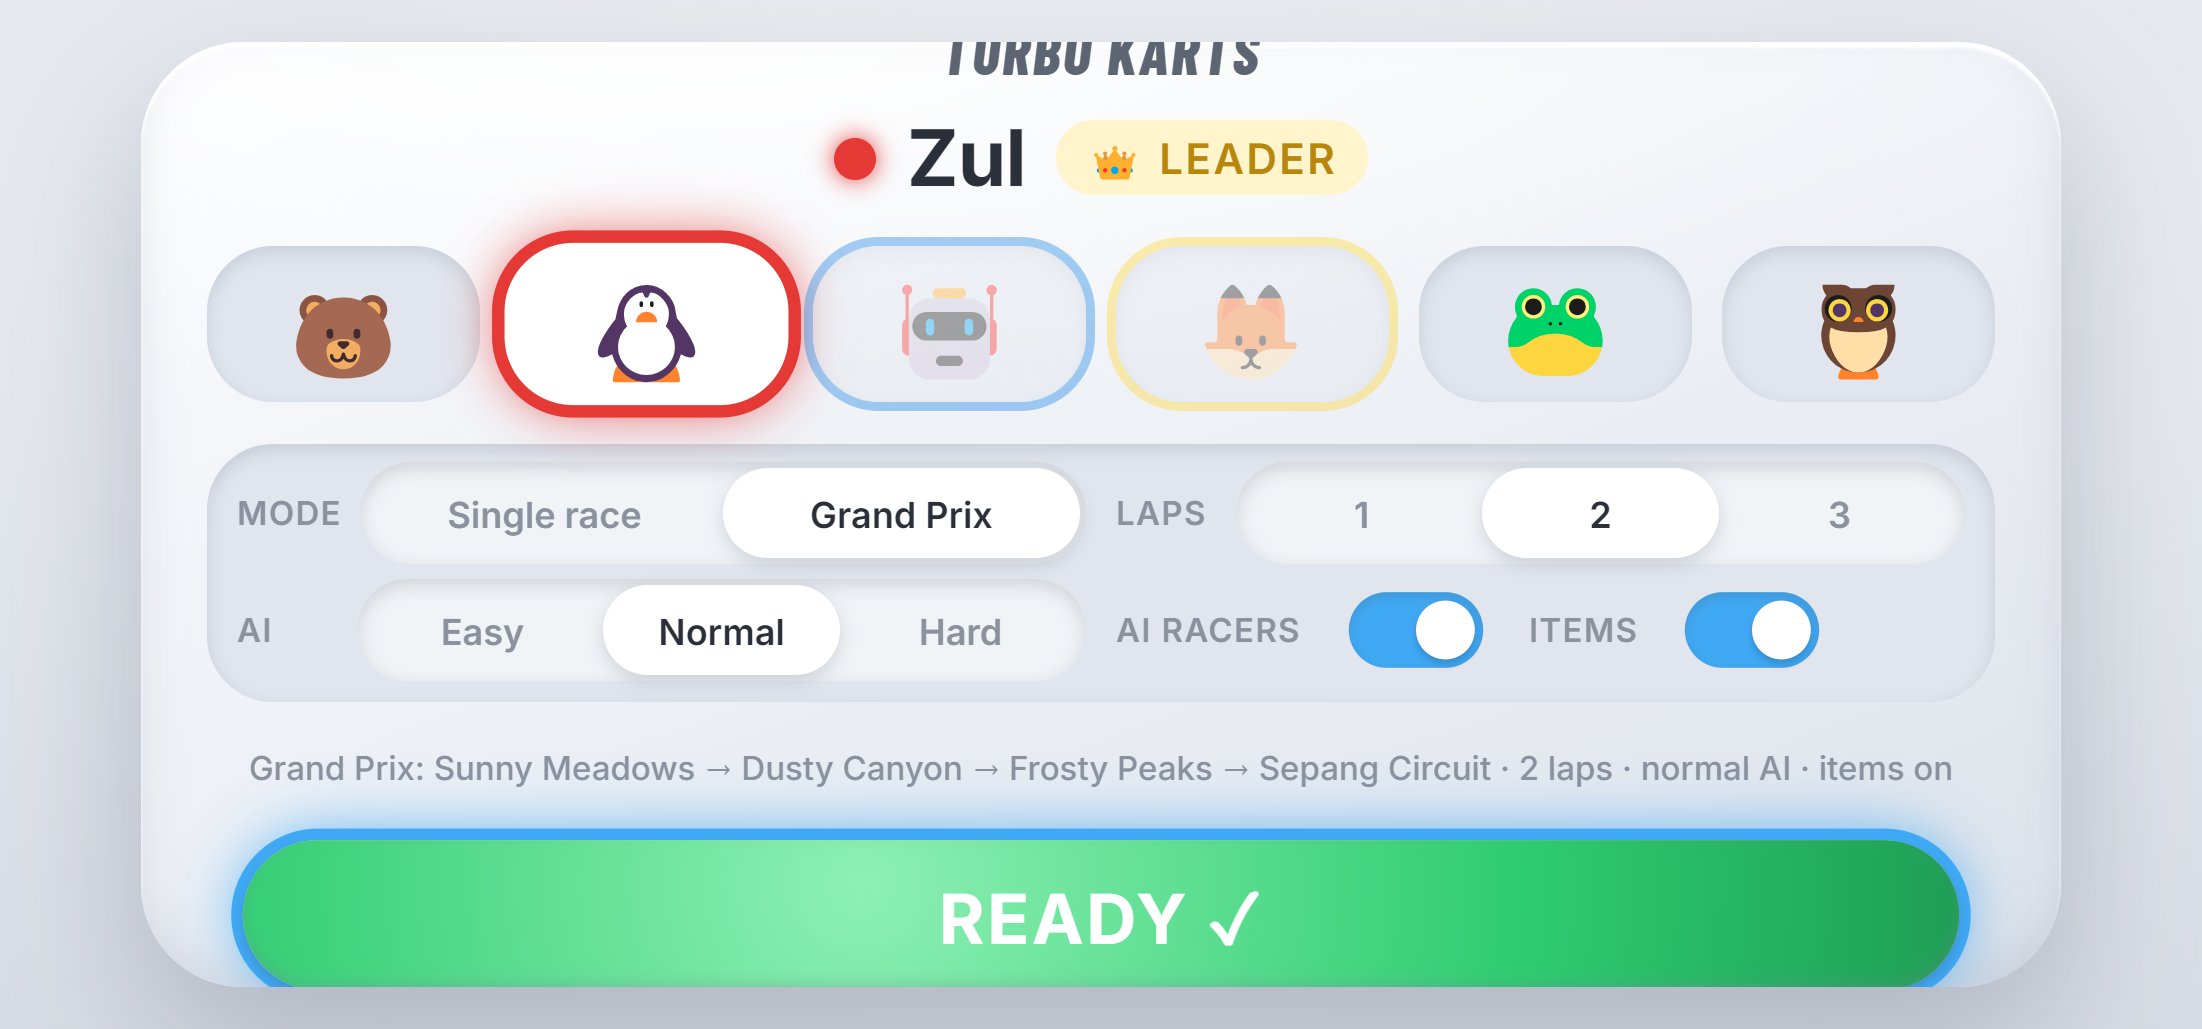 TURBO KARTS
Zul
LEADER
MODE Single race Grand Prix LAPS 1 2 3
AI Easy Normal Hard AI RACERS ITEMS
Grand Prix: Sunny Meadows → Dusty Canyon → Frosty Peaks → Sepang Circuit · 2 laps · normal AI · items on
READY ✓